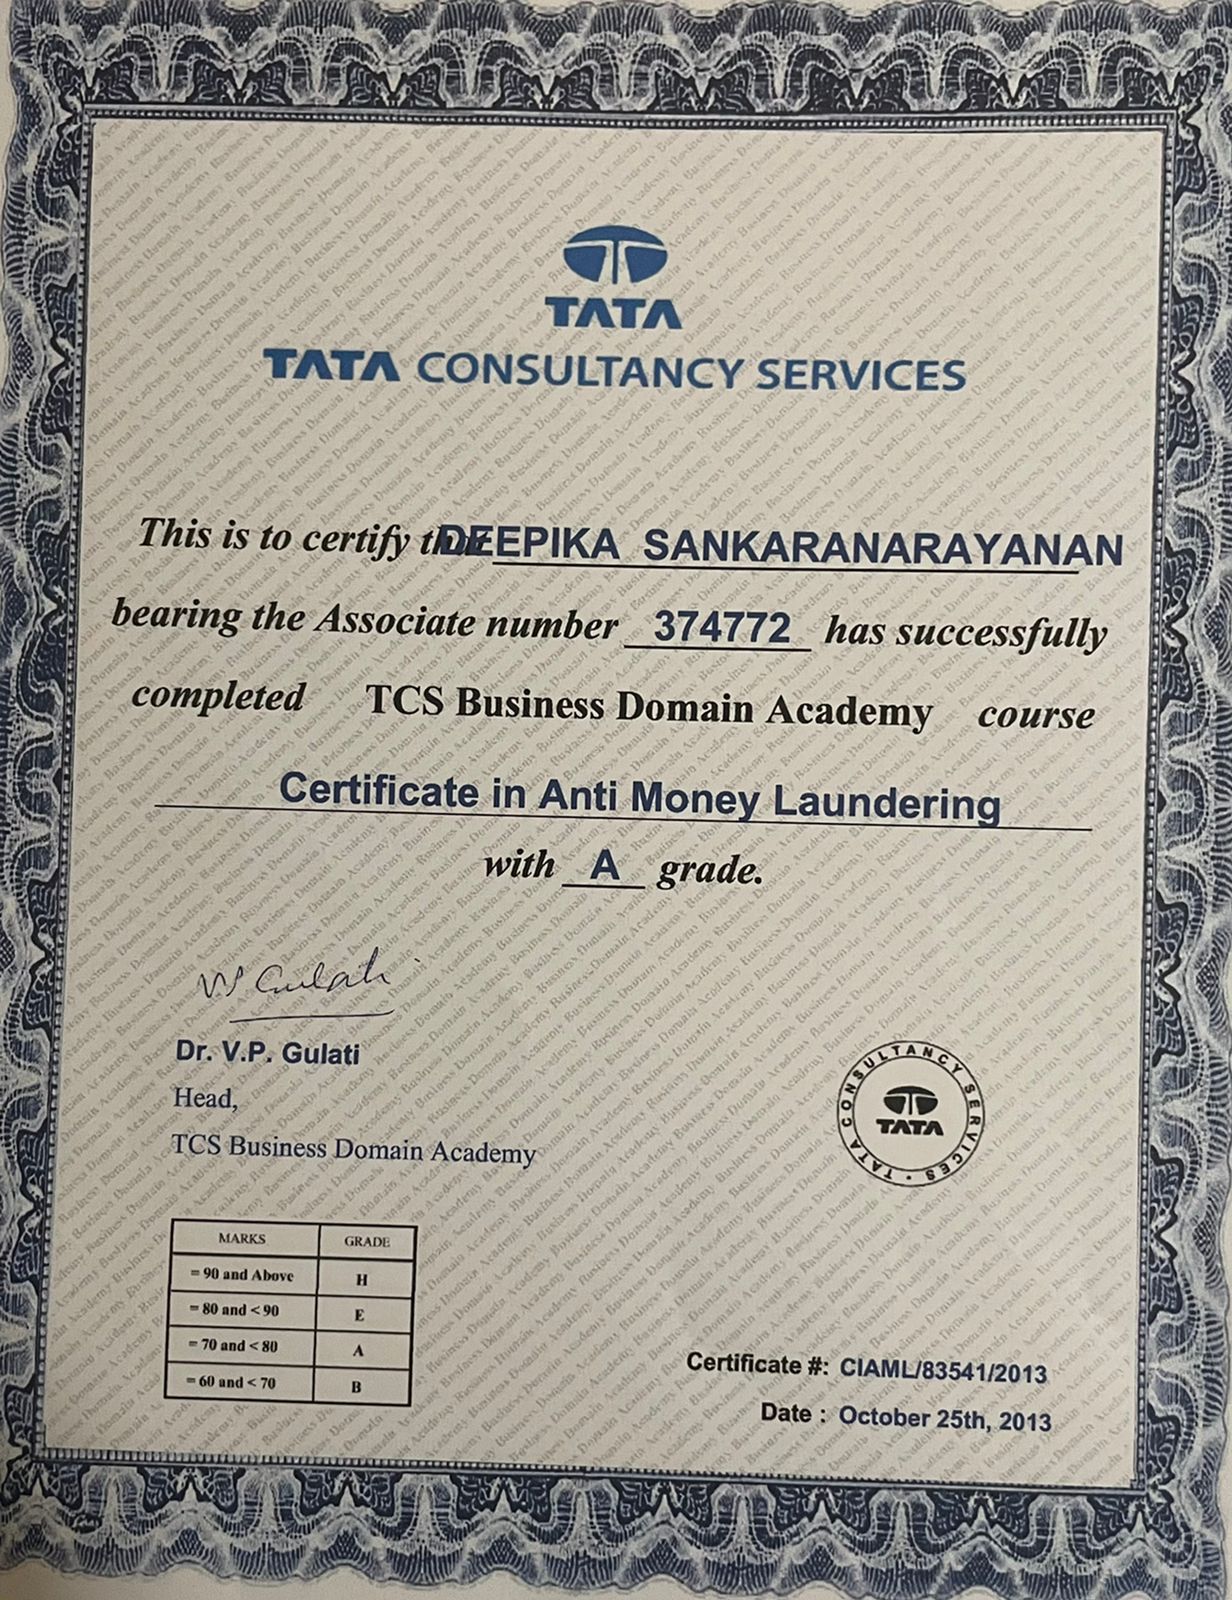 TATA
TATA CONSULTANCY SERVICES
This is to certify that DEEPIKA SANKARANARAYANAN
bearing the Associate number 374772 has successfully
completed TCS Business Domain Academy course
Certificate in Anti Money Laundering
with A grade.
VP Gulati
Dr. V.P. Gulati
Head,
TCS Business Domain Academy
TATA CONSULTANCY SERVICES
TATA
MARKS GRADE
= 90 and Above H
= 80 and < 90 E
= 70 and < 80 A
= 60 and < 70 B
Certificate #: CIAML/83541/2013
Date : October 25th, 2013